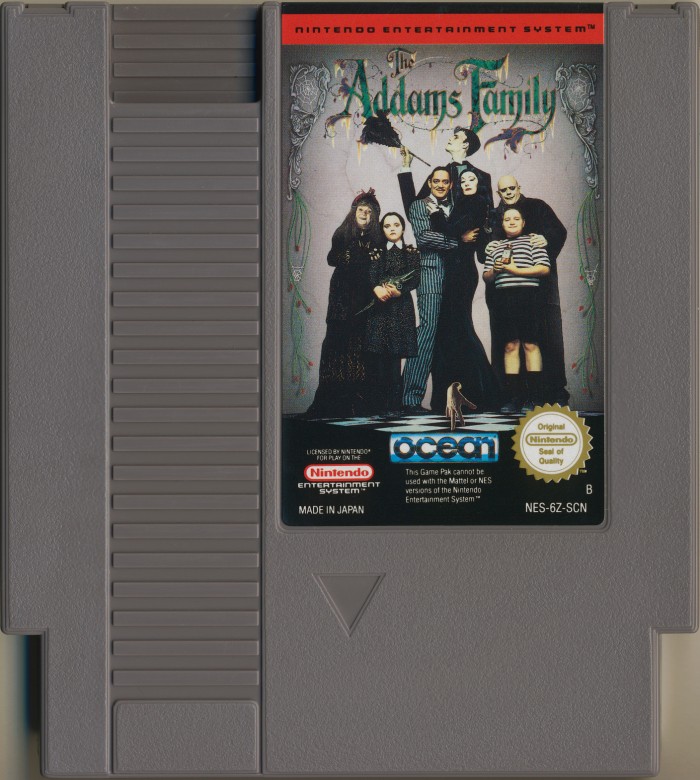 NINTENDO ENTERTAINMENT SYSTEM™
The
Addams Family
ocean
LICENSED BY NINTENDO®
FOR PLAY ON THE
Nintendo
ENTERTAINMENT
SYSTEM™
MADE IN JAPAN
This Game Pak cannot be
used with the Mattel or NES
versions of the Nintendo
Entertainment System™
Original
Nintendo
Seal of
Quality
TM
B
NES-6Z-SCN